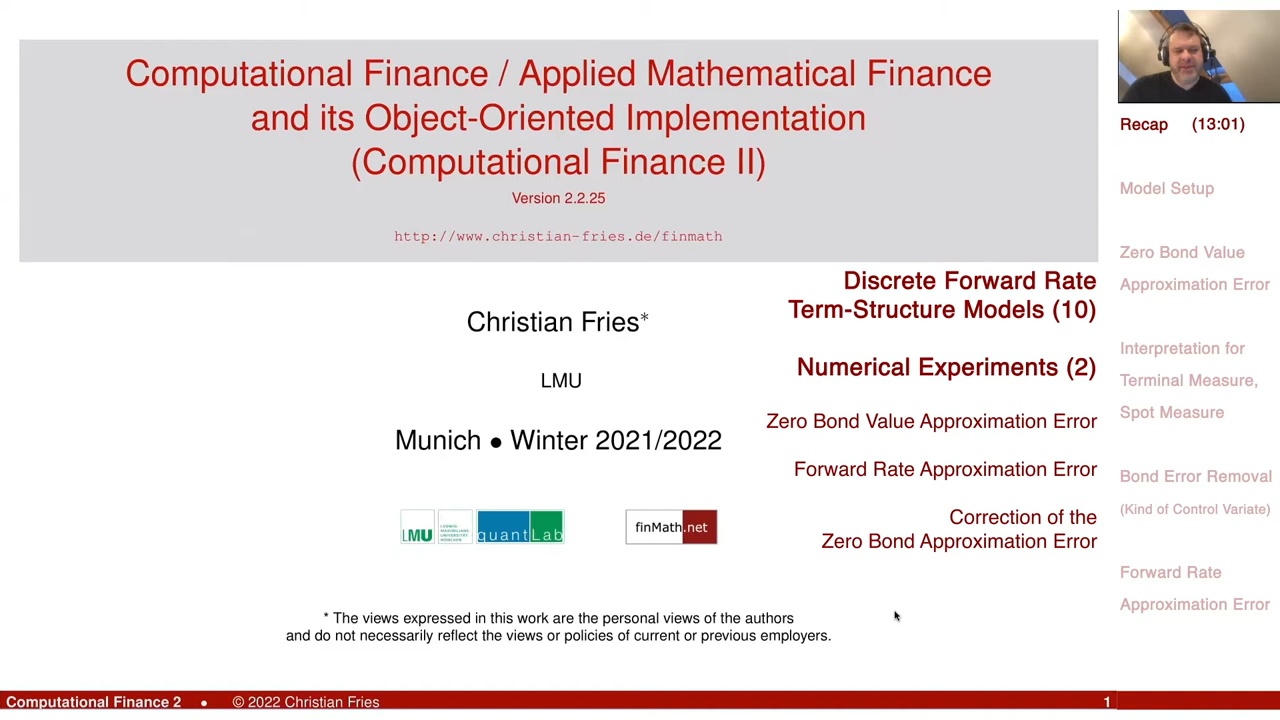 Computational Finance / Applied Mathematical Finance
and its Object-Oriented Implementation
(Computational Finance II)
Version 2.2.25
http://www.christian-fries.de/finmath
Christian Fries*
LMU
Munich • Winter 2021/2022
Discrete Forward Rate
Term-Structure Models (10)
Numerical Experiments (2)
Zero Bond Value Approximation Error
Forward Rate Approximation Error
Correction of the
Zero Bond Approximation Error
LMU
LUDWIG-
MAXIMILIANS-
UNIVERSITÄT
MÜNCHEN
quantLab
finMath.net
* The views expressed in this work are the personal views of the authors
and do not necessarily reflect the views or policies of current or previous employers.
Recap (13:01)
Model Setup
Zero Bond Value
Approximation Error
Interpretation for
Terminal Measure,
Spot Measure
Bond Error Removal
(Kind of Control Variate)
Forward Rate
Approximation Error
Computational Finance 2 • © 2022 Christian Fries 1